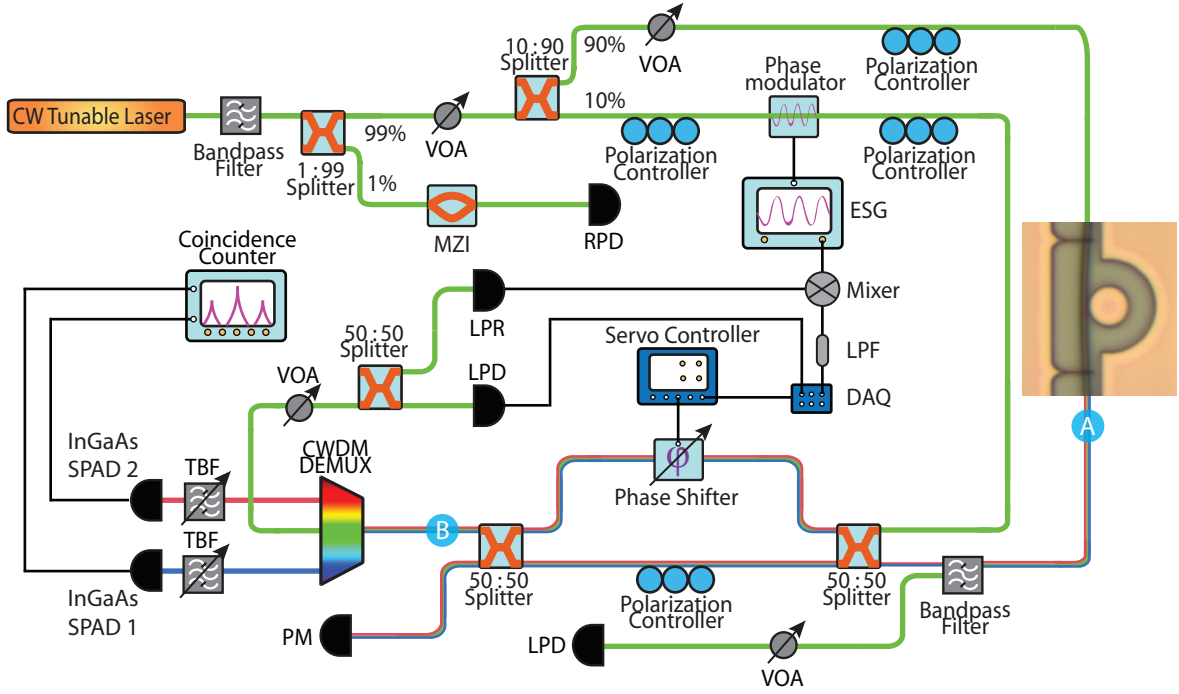 10 : 90
Splitter
90%
VOA
Polarization
Controller
Phase
modulator
CW Tunable Laser
10%
99%
Bandpass
Filter
VOA
Polarization
Controller
Polarization
Controller
1 : 99
Splitter
1%
MZI
RPD
ESG
Coincidence
Counter
Mixer
LPR
50 : 50
Splitter
Servo Controller
LPF
VOA
LPD
DAQ
A
InGaAs
SPAD 2
TBF
CWDM
DEMUX
φ
Phase Shifter
B
TBF
InGaAs
SPAD 1
50 : 50
Splitter
Polarization
Controller
50 : 50
Splitter
Bandpass
Filter
PM
LPD
VOA